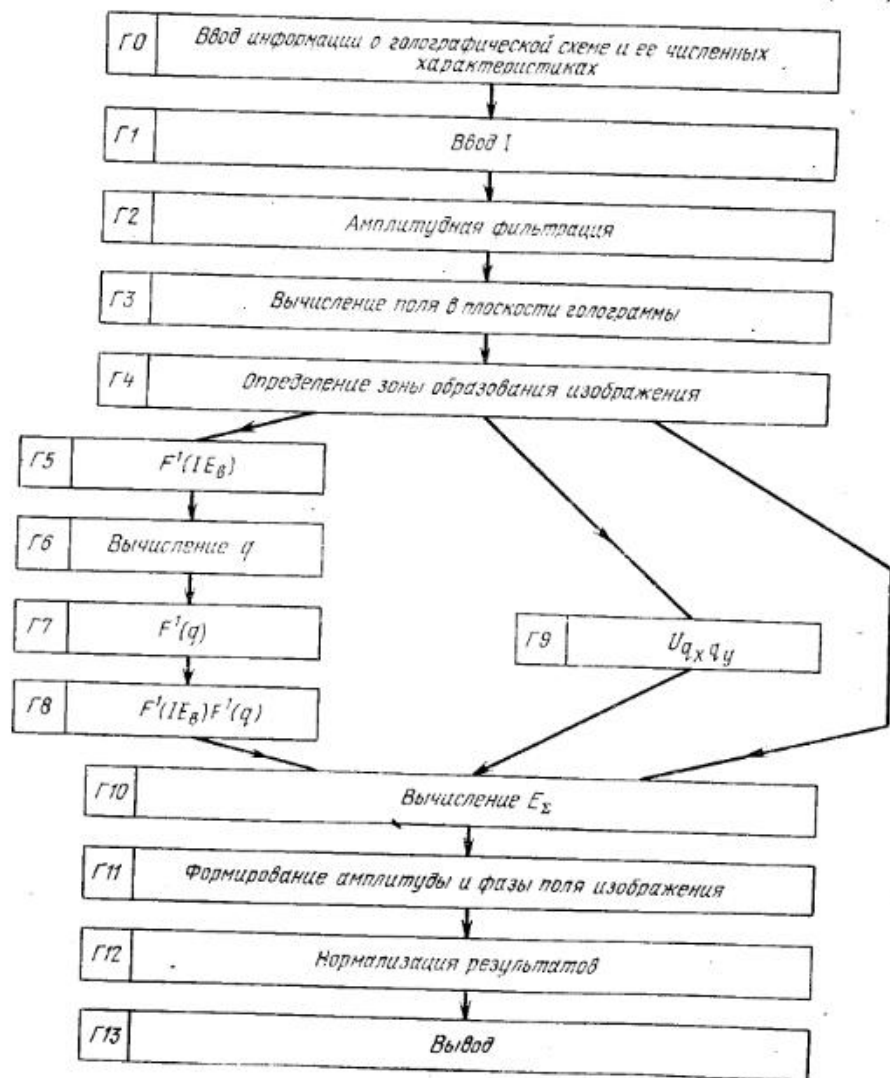 Г0 Ввод информации о голографической схеме и ее численных
характеристиках
Г1 Ввод I
Г2 Амплитудная фильтрация
Г3 Вычисление поля в плоскости голограммы
Г4 Определение зоны образования изображения
Г5 F¹(IE_в)
Г6 Вычисление q
Г7 F¹(q)
Г9 U_{q_x q_y}
Г8 F¹(IE_в)F¹(q)
Г10 Вычисление E_Σ
Г11 Формирование амплитуды и фазы поля изображения
Г12 Нормализация результатов
Г13 Вывод